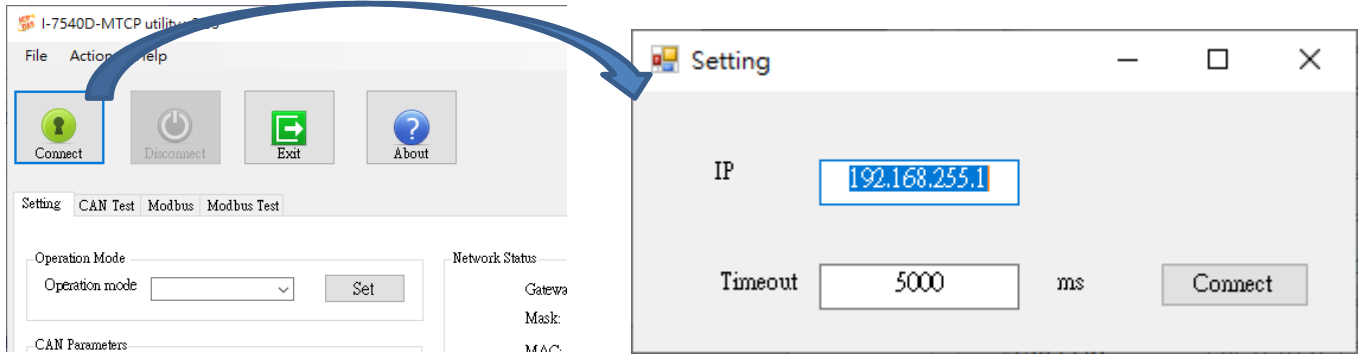 I-7540D-MTCP utility
File Action Help
Connect Disconnect Exit About
Setting CAN Test Modbus Modbus Test
Operation Mode
Operation mode Set
CAN Parameters
Network Status
Gatewa
Mask:
MAC:
Setting
IP 192.168.255.1
Timeout 5000 ms Connect